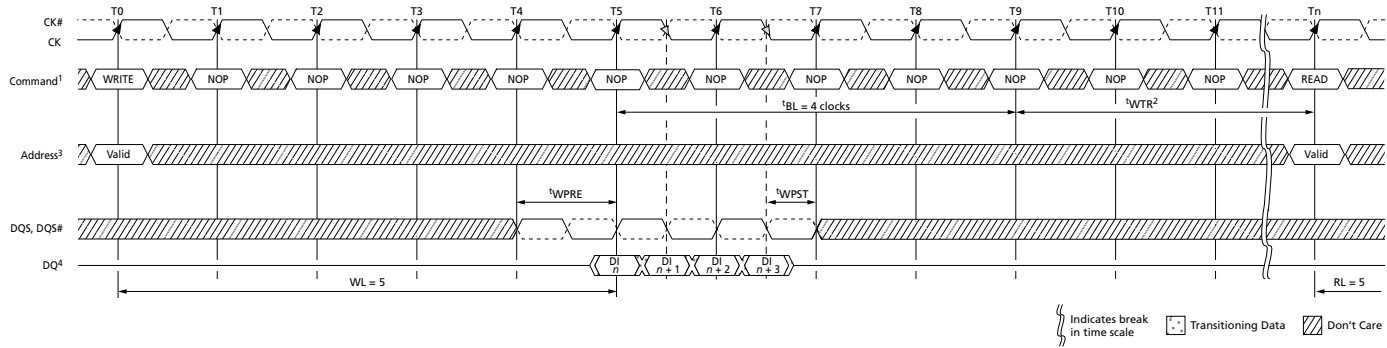 T0 T1 T2 T3 T4 T5 T6 T7 T8 T9 T10 T11 Tn
CK#
CK
Command¹ WRITE NOP NOP NOP NOP NOP NOP NOP NOP NOP NOP NOP READ
ᵗBL = 4 clocks ᵗWTR²
Address³ Valid Valid
ᵗWPRE ᵗWPST
DQS, DQS#
DQ⁴ DI n DI n + 1 DI n + 2 DI n + 3
WL = 5 RL = 5
Indicates break
in time scale
Transitioning Data
Don't Care